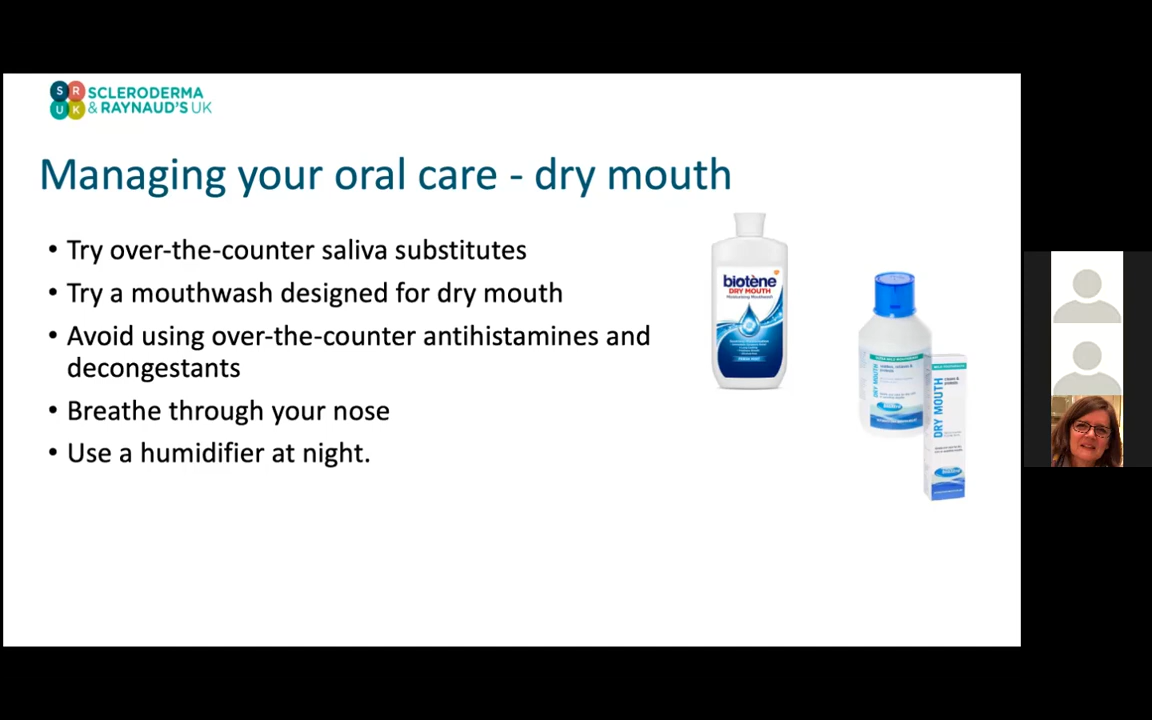 S R
U K
SCLERODERMA
& RAYNAUD'S UK
Managing your oral care - dry mouth
• Try over-the-counter saliva substitutes
• Try a mouthwash designed for dry mouth
• Avoid using over-the-counter antihistamines and
decongestants
• Breathe through your nose
• Use a humidifier at night.
biotène
DRY MOUTH
Moisturizing Mouthwash
DRY MOUTH
DRY MOUTH